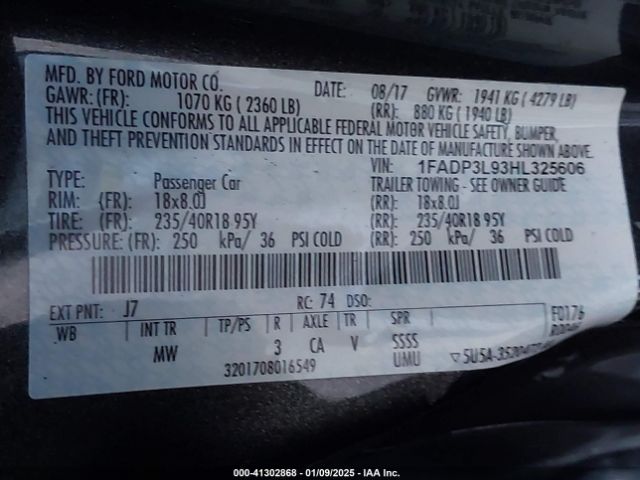 MFD. BY FORD MOTOR CO.
DATE: 08/17 GVWR: 1941 KG ( 4279 LB)
GAWR:(FR): 1070 KG ( 2360 LB) (RR): 880 KG ( 1940 LB)
THIS VEHICLE CONFORMS TO ALL APPLICABLE FEDERAL MOTOR VEHICLE SAFETY, BUMPER,
AND THEFT PREVENTION STANDARDS IN EFFECT ON THE DATE OF MANUFACTURE
VIN: 1FADP3L93HL325606
TYPE: Passenger Car TRAILER TOWING - SEE OWNER GUIDE
RIM: (FR): 18x8.0J (RR): 18x8.0J
TIRE: (FR): 235/40R18 95Y (RR): 235/40R18 95Y
PRESSURE: (FR): 250 kPa/ 36 PSI COLD (RR): 250 kPa/ 36 PSI COLD
EXT PNT: J7 RC: 74 DSO: F0176
WB INT TR TP/PS R AXLE TR SPR
MW 3 CA V SSSS
3201708016549 UMU ▽5U5A-3520472
000-41302868 - 01/09/2025 - IAA Inc.